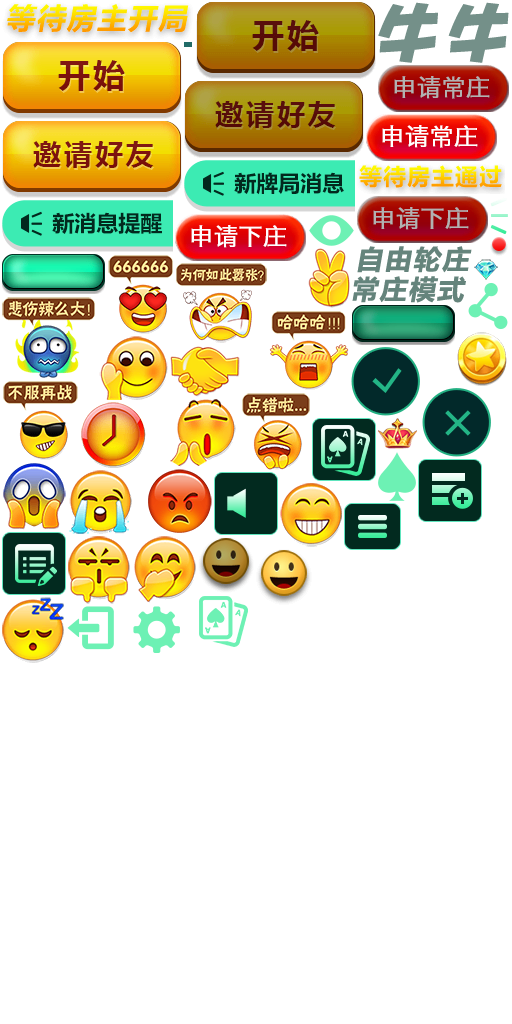 等待房主开局
开始
牛牛
开始
申请常庄
邀请好友
申请常庄
邀请好友
等待房主通过
新牌局消息
新消息提醒
申请下庄
申请下庄
自由轮庄
常庄模式
666666
为何如此嚣张?
悲伤辣么大!
哈哈哈!!!
不服再战
点错啦...
A
A
zZZ
A
A